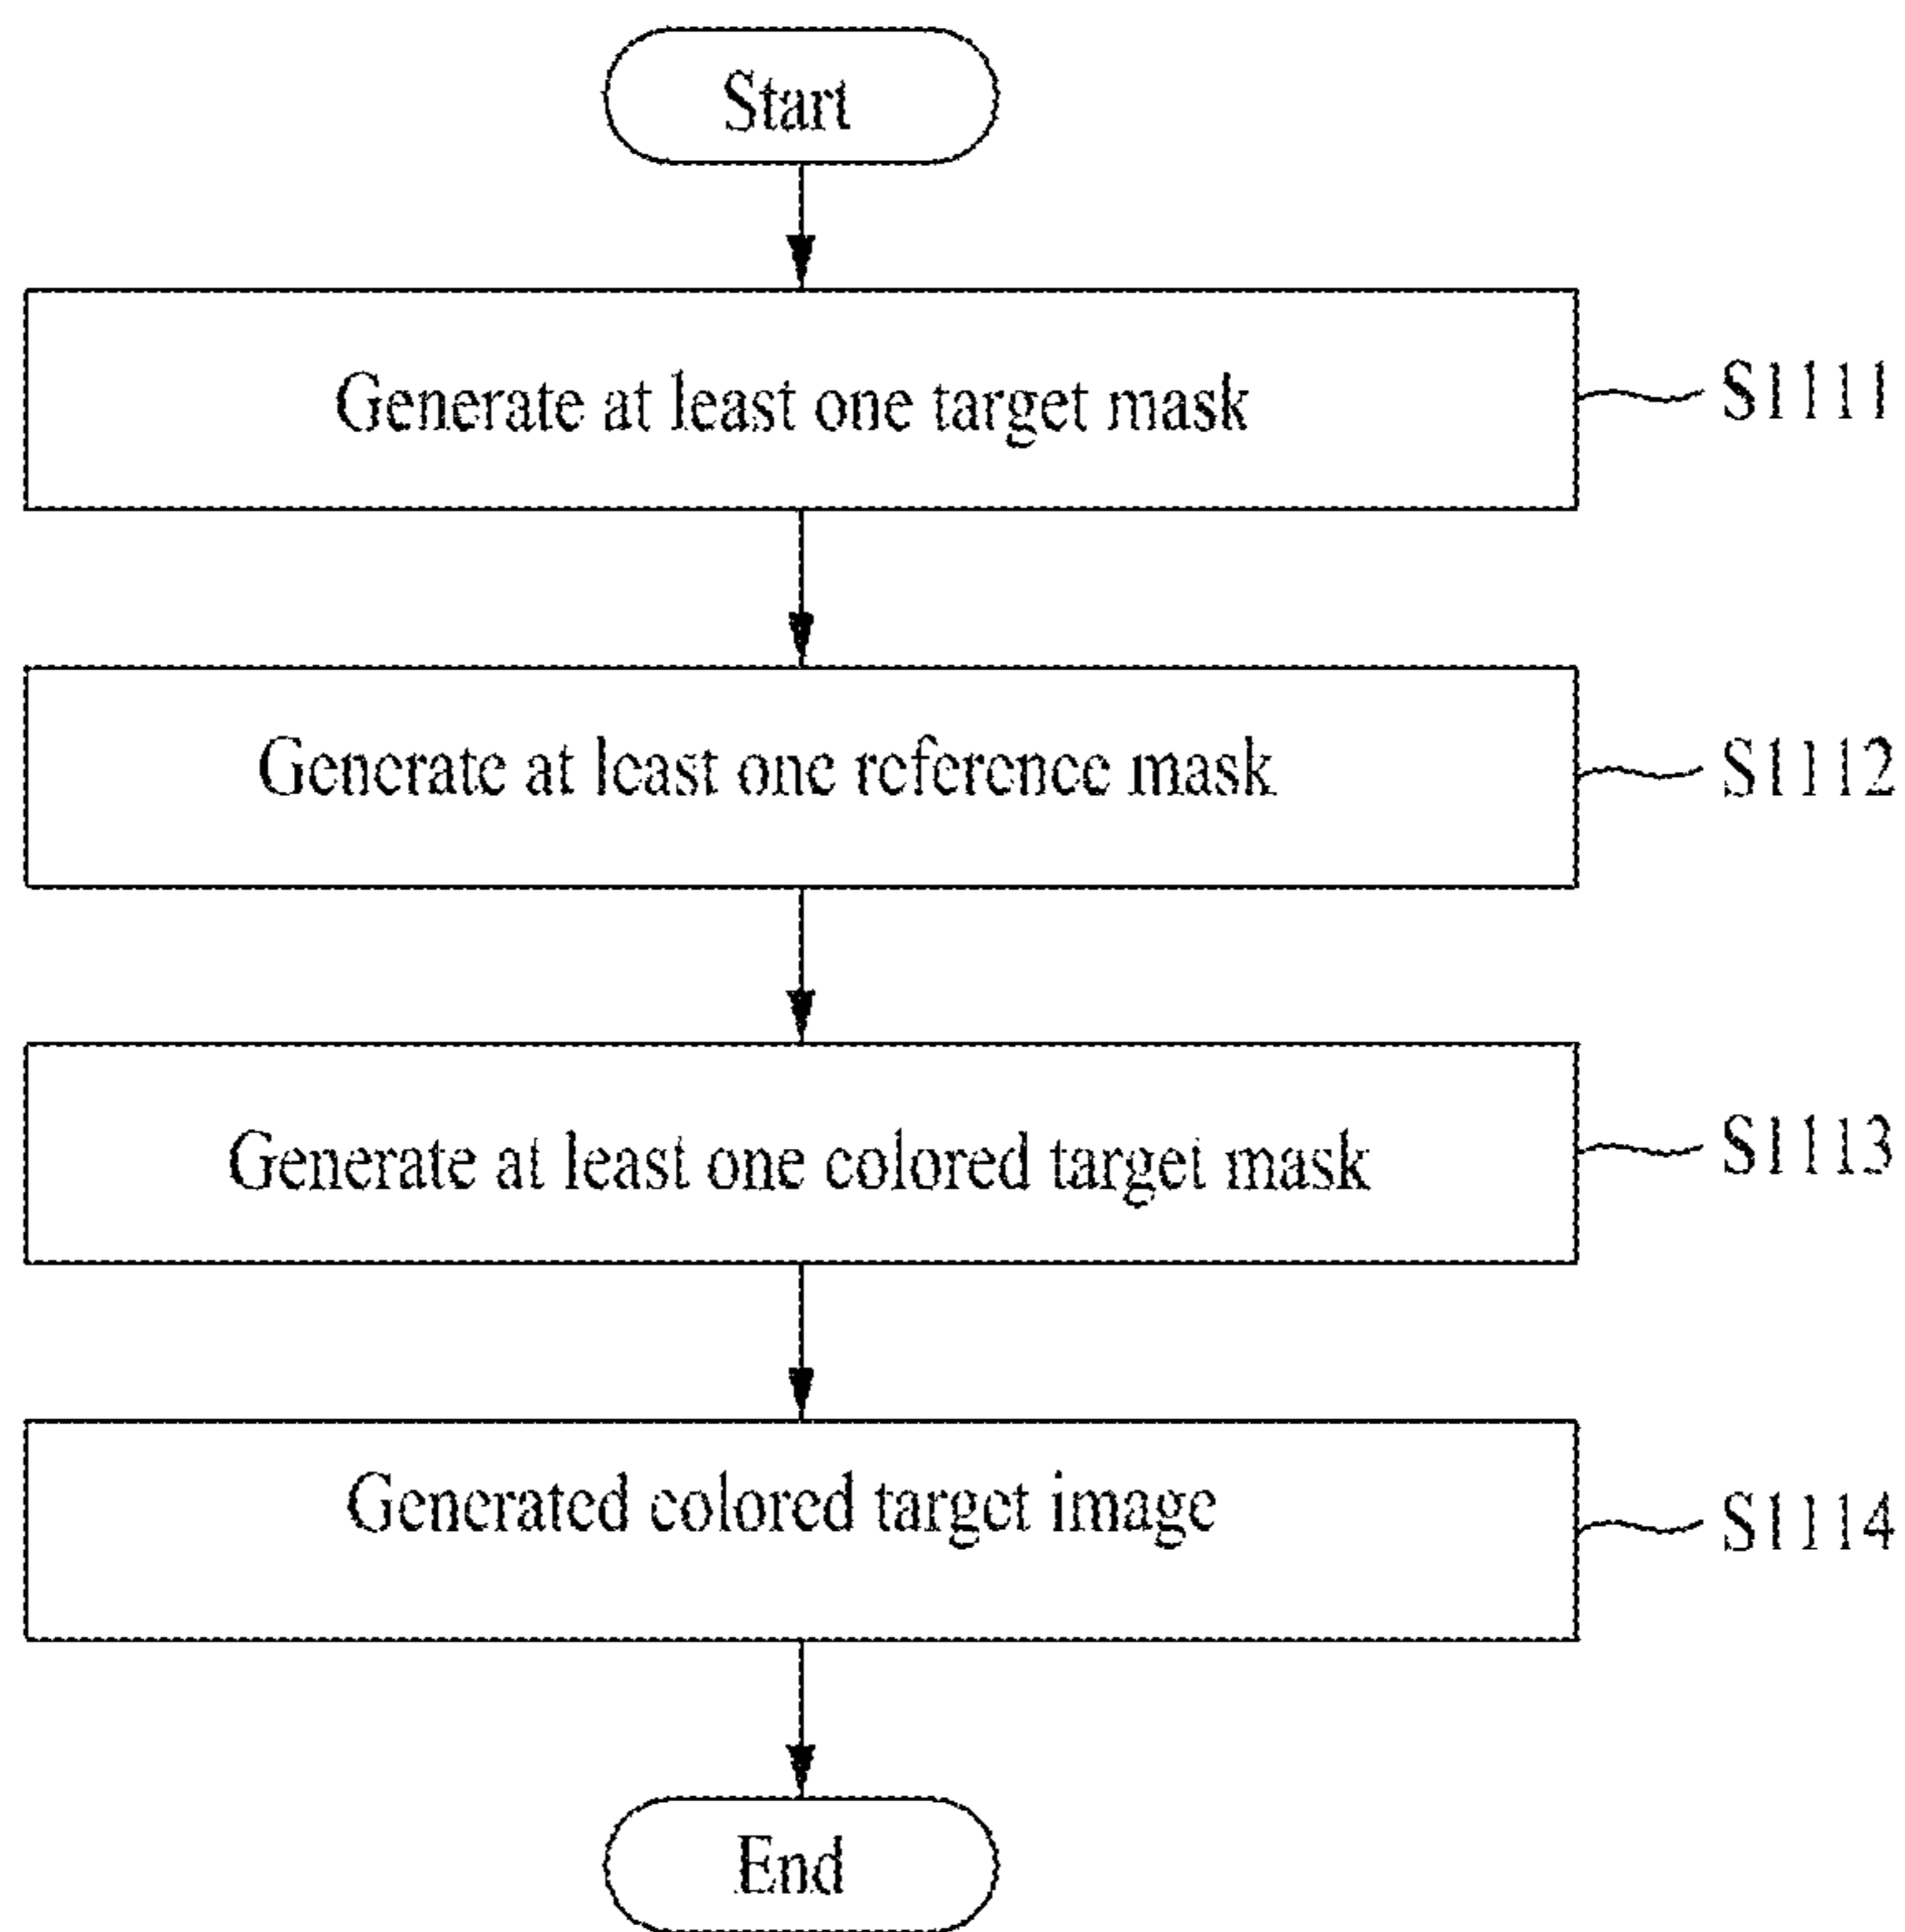 Start
Generate at least one target mask
S1111
Generate at least one reference mask
S1112
Generate at least one colored target mask
S1113
Generated colored target image
S1114
End